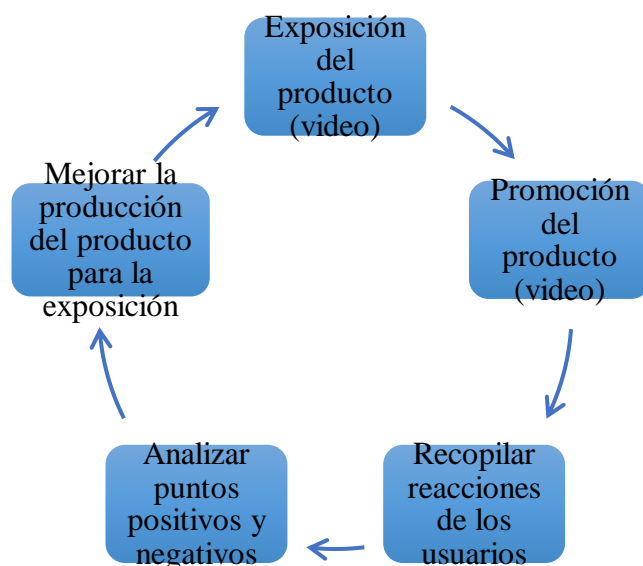 Exposición
del
producto
(video)
Promoción
del
producto
(video)
Recopilar
reacciones
de los
usuarios
Analizar
puntos
positivos y
negativos
Mejorar la
producción
del producto
para la
exposición